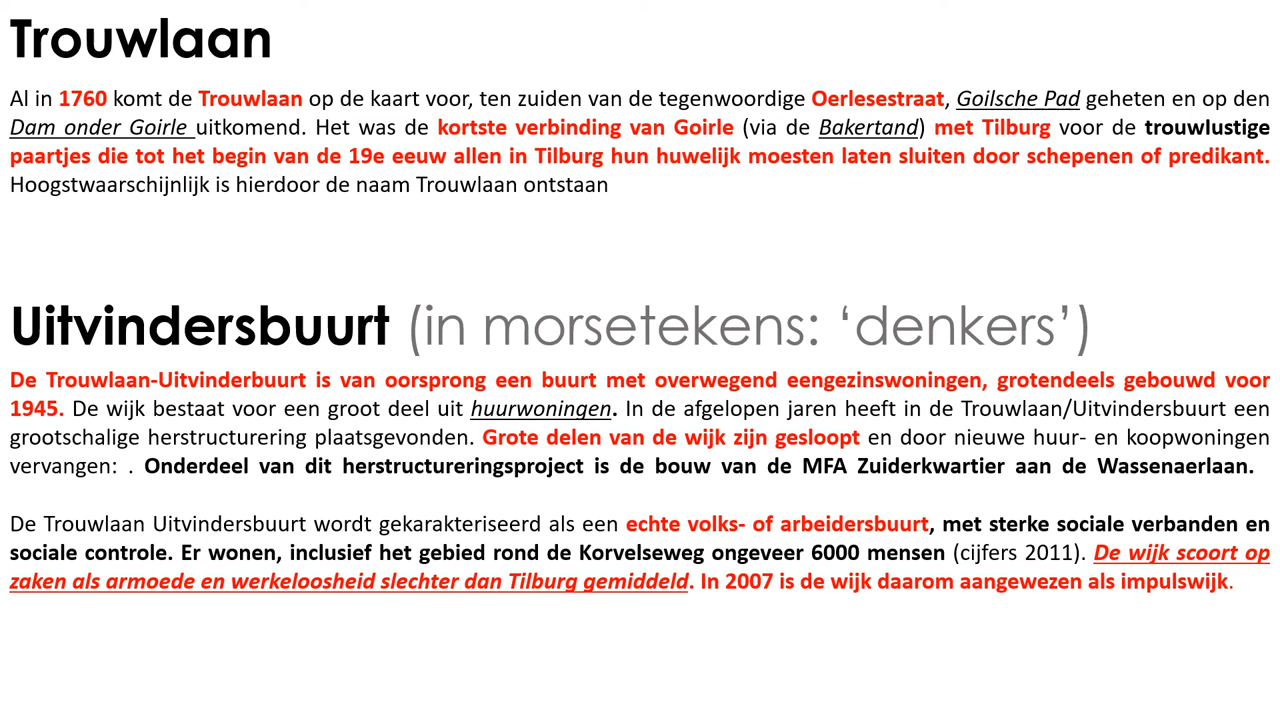 Trouwlaan
Al in 1760 komt de Trouwlaan op de kaart voor, ten zuiden van de tegenwoordige Oerlesestraat, Goilsche Pad geheten en op den
Dam onder Goirle uitkomend. Het was de kortste verbinding van Goirle (via de Bakertand) met Tilburg voor de trouwlustige
paartjes die tot het begin van de 19e eeuw allen in Tilburg hun huwelijk moesten laten sluiten door schepenen of predikant.
Hoogstwaarschijnlijk is hierdoor de naam Trouwlaan ontstaan
Uitvindersbuurt (in morsetekens: ‘denkers’)
De Trouwlaan-Uitvinderbuurt is van oorsprong een buurt met overwegend eengezinswoningen, grotendeels gebouwd voor
1945. De wijk bestaat voor een groot deel uit huurwoningen. In de afgelopen jaren heeft in de Trouwlaan/Uitvindersbuurt een
grootschalige herstructurering plaatsgevonden. Grote delen van de wijk zijn gesloopt en door nieuwe huur- en koopwoningen
vervangen: . Onderdeel van dit herstructureringsproject is de bouw van de MFA Zuiderkwartier aan de Wassenaerlaan.
De Trouwlaan Uitvindersbuurt wordt gekarakteriseerd als een echte volks- of arbeidersbuurt, met sterke sociale verbanden en
sociale controle. Er wonen, inclusief het gebied rond de Korvelseweg ongeveer 6000 mensen (cijfers 2011). De wijk scoort op
zaken als armoede en werkeloosheid slechter dan Tilburg gemiddeld. In 2007 is de wijk daarom aangewezen als impulswijk.